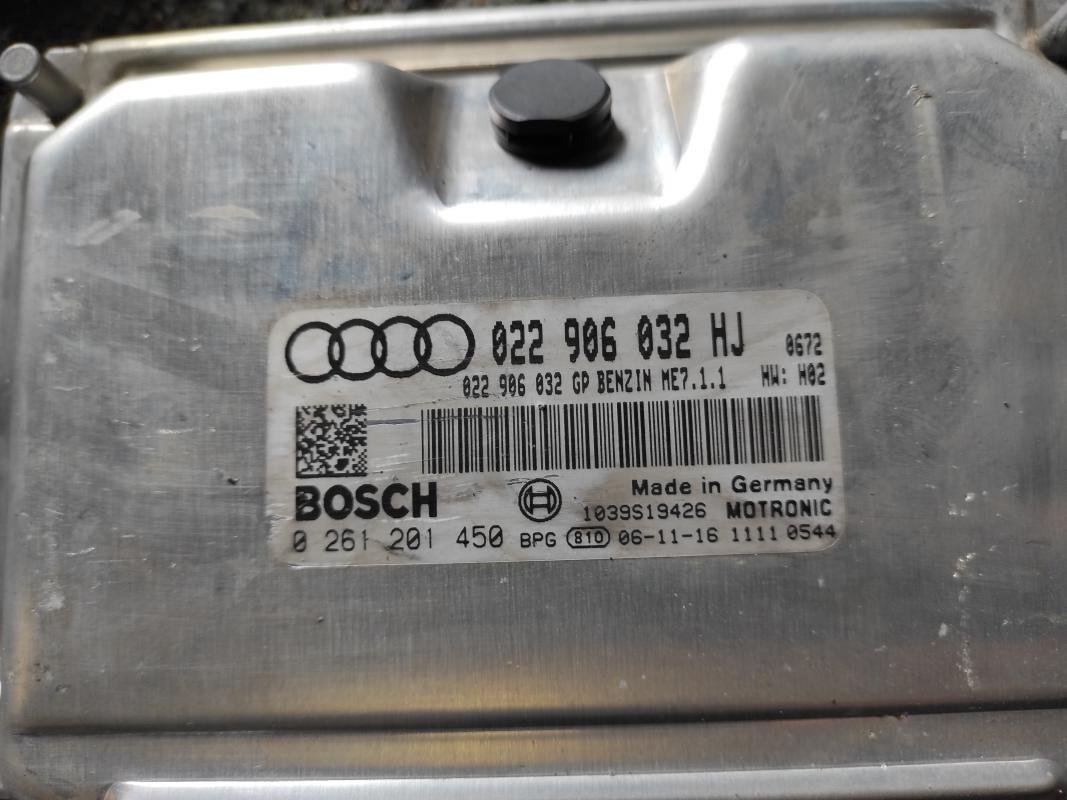 022 906 032 HJ 0672
022 906 032 GP BENZIN ME7.1.1 HW: H02
BOSCH
Made in Germany
1039S19426 MOTRONIC
0 261 201 450 BPG 810 06-11-16 1111 0544